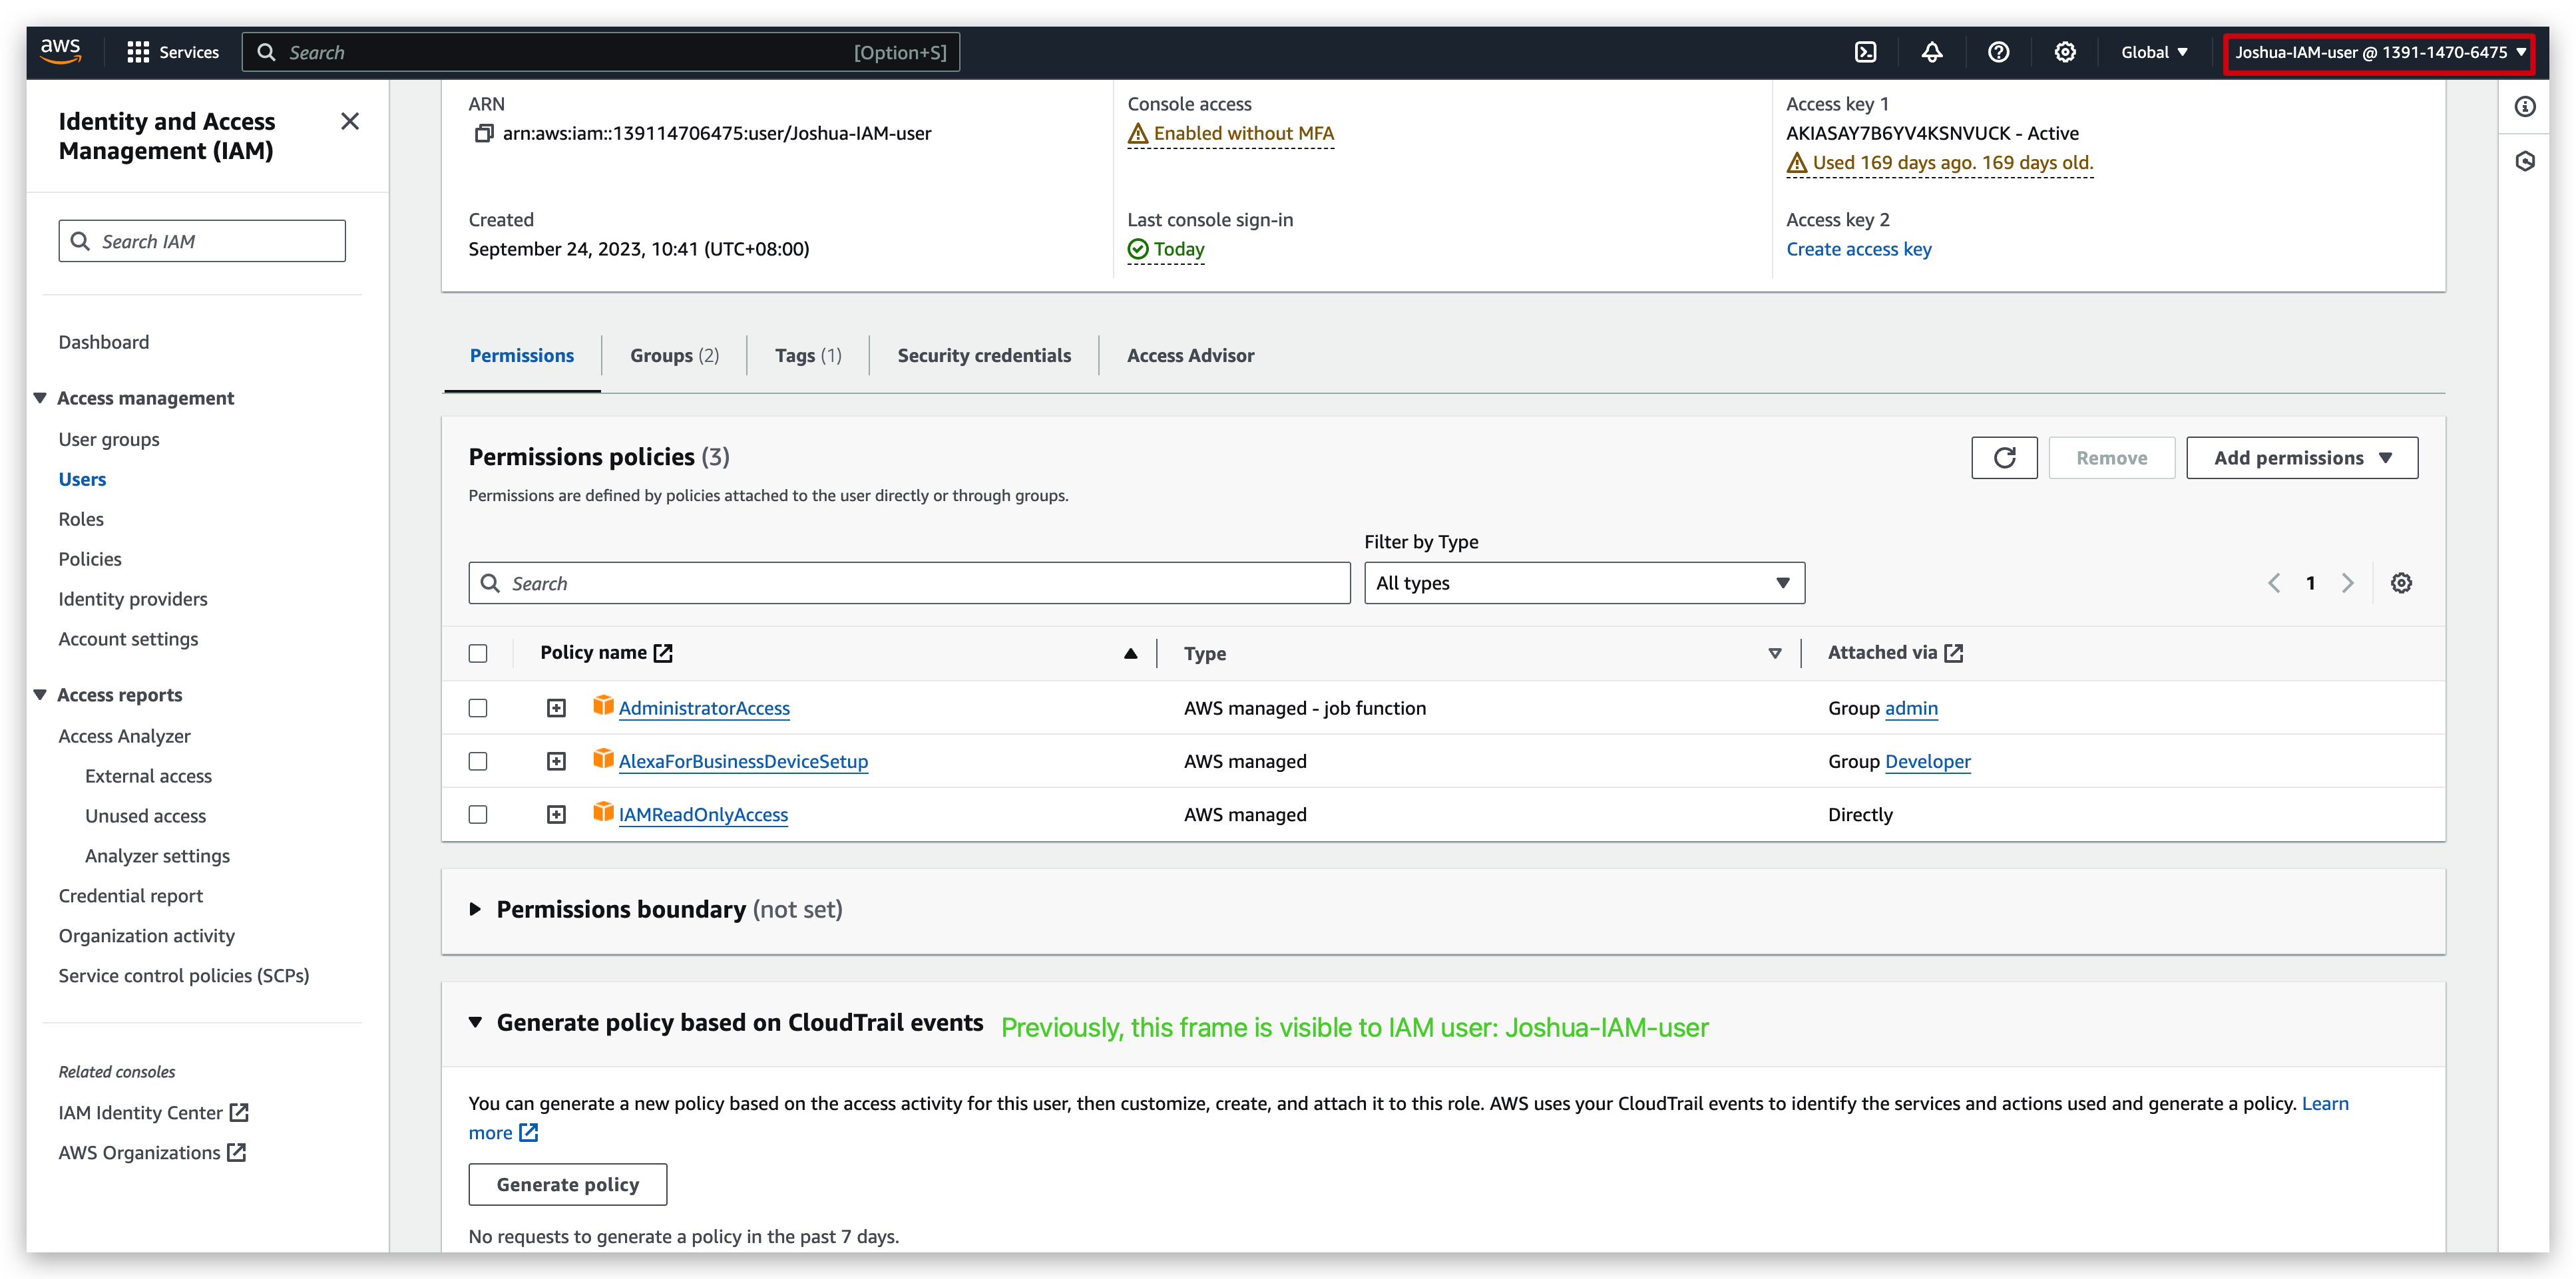 aws
Services
Search
[Option+S]
Global
Joshua-IAM-user @ 1391-1470-6475
Identity and Access
Management (IAM)
Search IAM
Dashboard
Access management
User groups
Users
Roles
Policies
Identity providers
Account settings
Access reports
Access Analyzer
External access
Unused access
Analyzer settings
Credential report
Organization activity
Service control policies (SCPs)
Related consoles
IAM Identity Center
AWS Organizations
ARN
arn:aws:iam::139114706475:user/Joshua-IAM-user
Console access
Enabled without MFA
Access key 1
AKIASAY7B6YV4KSNVUCK - Active
Used 169 days ago. 169 days old.
Created
September 24, 2023, 10:41 (UTC+08:00)
Last console sign-in
Today
Access key 2
Create access key
Permissions
Groups (2)
Tags (1)
Security credentials
Access Advisor
Permissions policies (3)
Remove
Add permissions
Permissions are defined by policies attached to the user directly or through groups.
Filter by Type
Search
All types
1
Policy name
Type
Attached via
AdministratorAccess
AWS managed - job function
Group admin
AlexaForBusinessDeviceSetup
AWS managed
Group Developer
IAMReadOnlyAccess
AWS managed
Directly
Permissions boundary (not set)
Generate policy based on CloudTrail events
Previously, this frame is visible to IAM user: Joshua-IAM-user
You can generate a new policy based on the access activity for this user, then customize, create, and attach it to this role. AWS uses your CloudTrail events to identify the services and actions used and generate a policy. Learn
more
Generate policy
No requests to generate a policy in the past 7 days.